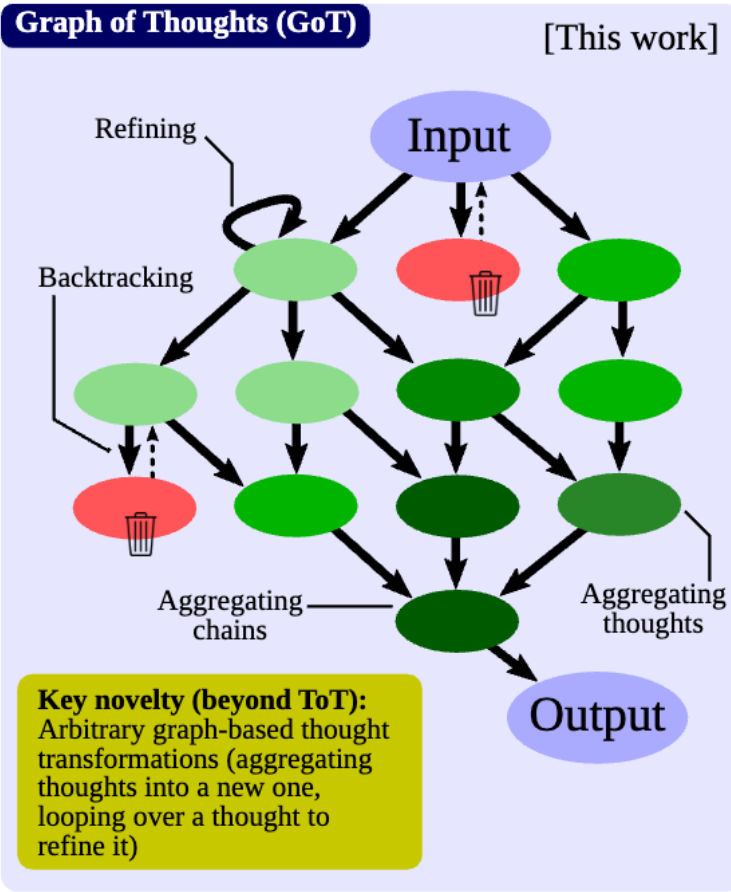 Graph of Thoughts (GoT)
[This work]
Refining
Input
Backtracking
Aggregating
chains
Aggregating
thoughts
Output
Key novelty (beyond ToT):
Arbitrary graph-based thought
transformations (aggregating
thoughts into a new one,
looping over a thought to
refine it)